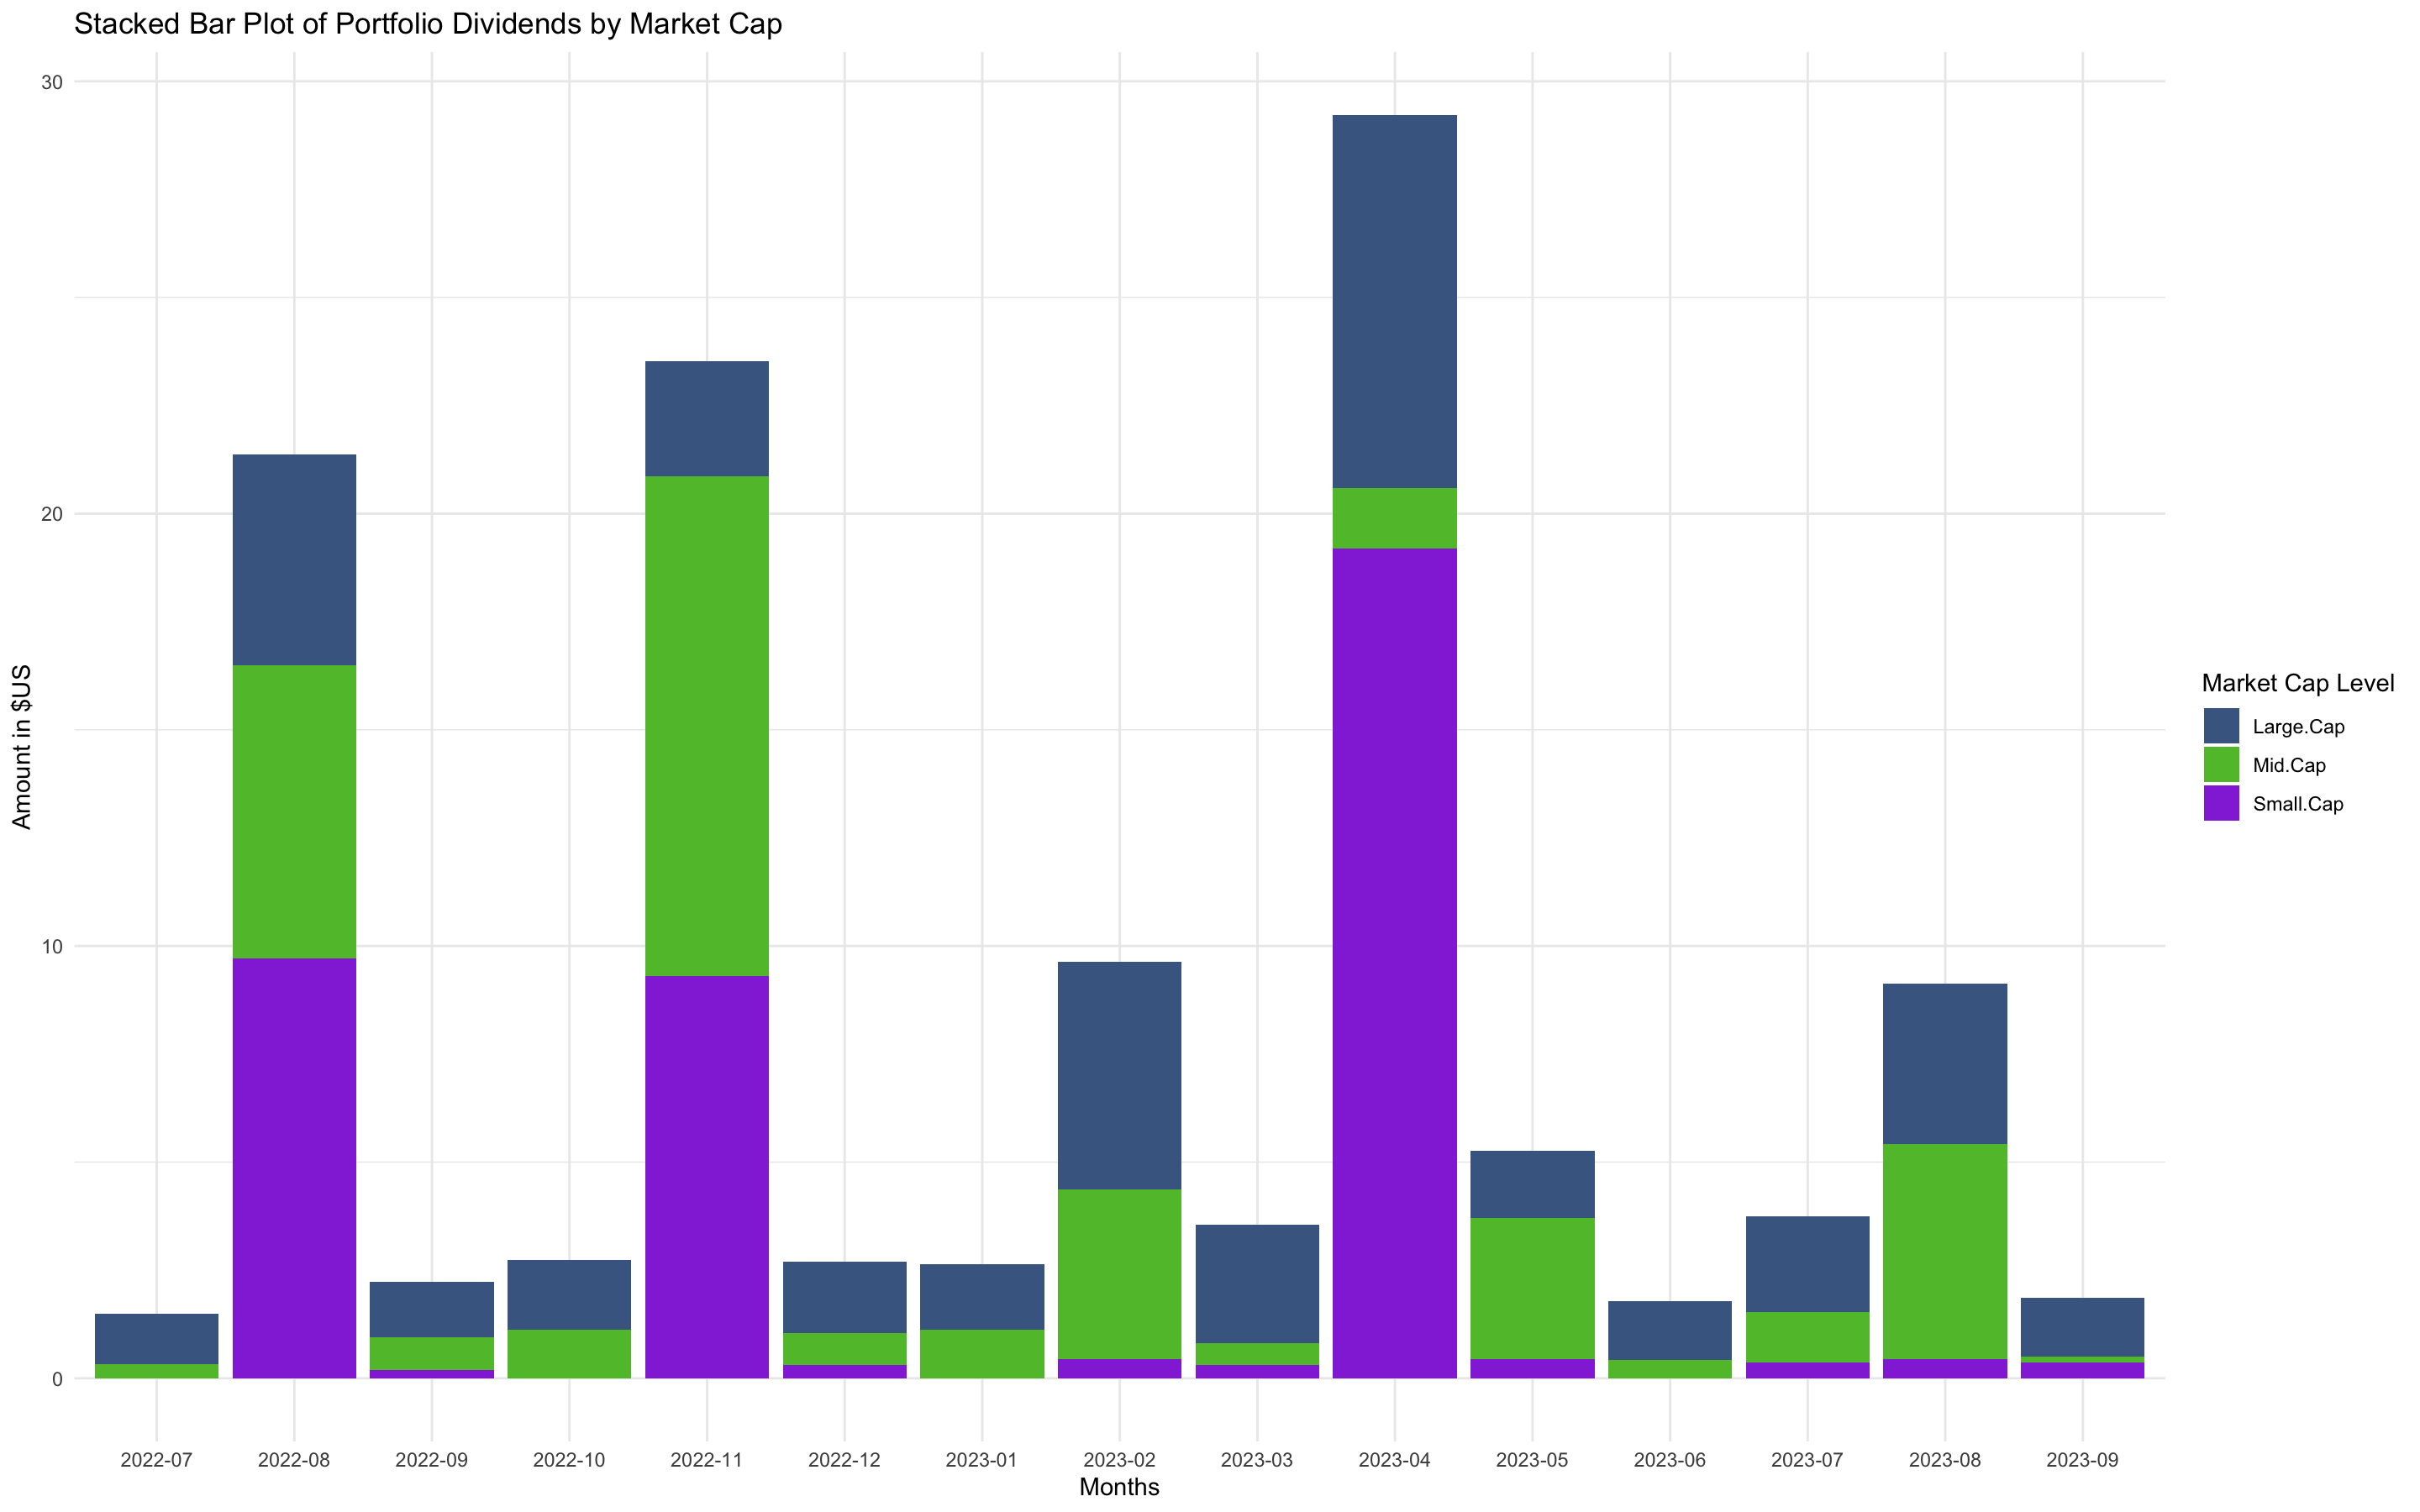 Stacked Bar Plot of Portfolio Dividends by Market Cap
30
20
10
0
Amount in $US
2022-07 2022-08 2022-09 2022-10 2022-11 2022-12 2023-01 2023-02 2023-03 2023-04 2023-05 2023-06 2023-07 2023-08 2023-09
Months
Market Cap Level
Large.Cap
Mid.Cap
Small.Cap